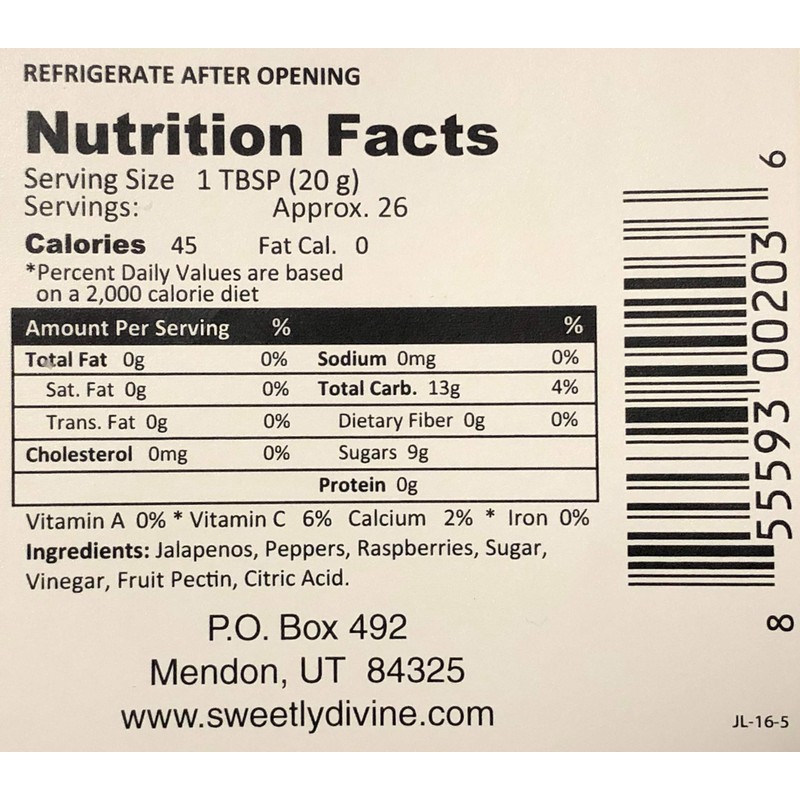 REFRIGERATE AFTER OPENING
Nutrition Facts
Serving Size 1 TBSP (20 g)
Servings: Approx. 26
Calories 45 Fat Cal. 0
*Percent Daily Values are based
on a 2,000 calorie diet
Amount Per Serving % %
Total Fat 0g 0% Sodium 0mg 0%
Sat. Fat 0g 0% Total Carb. 13g 4%
Trans. Fat 0g 0% Dietary Fiber 0g 0%
Cholesterol 0mg 0% Sugars 9g
Protein 0g
Vitamin A 0% * Vitamin C 6% Calcium 2% * Iron 0%
Ingredients: Jalapenos, Peppers, Raspberries, Sugar,
Vinegar, Fruit Pectin, Citric Acid.
P.O. Box 492
Mendon, UT 84325
www.sweetlydivine.com
JL-16-5
8 55593 00203 6